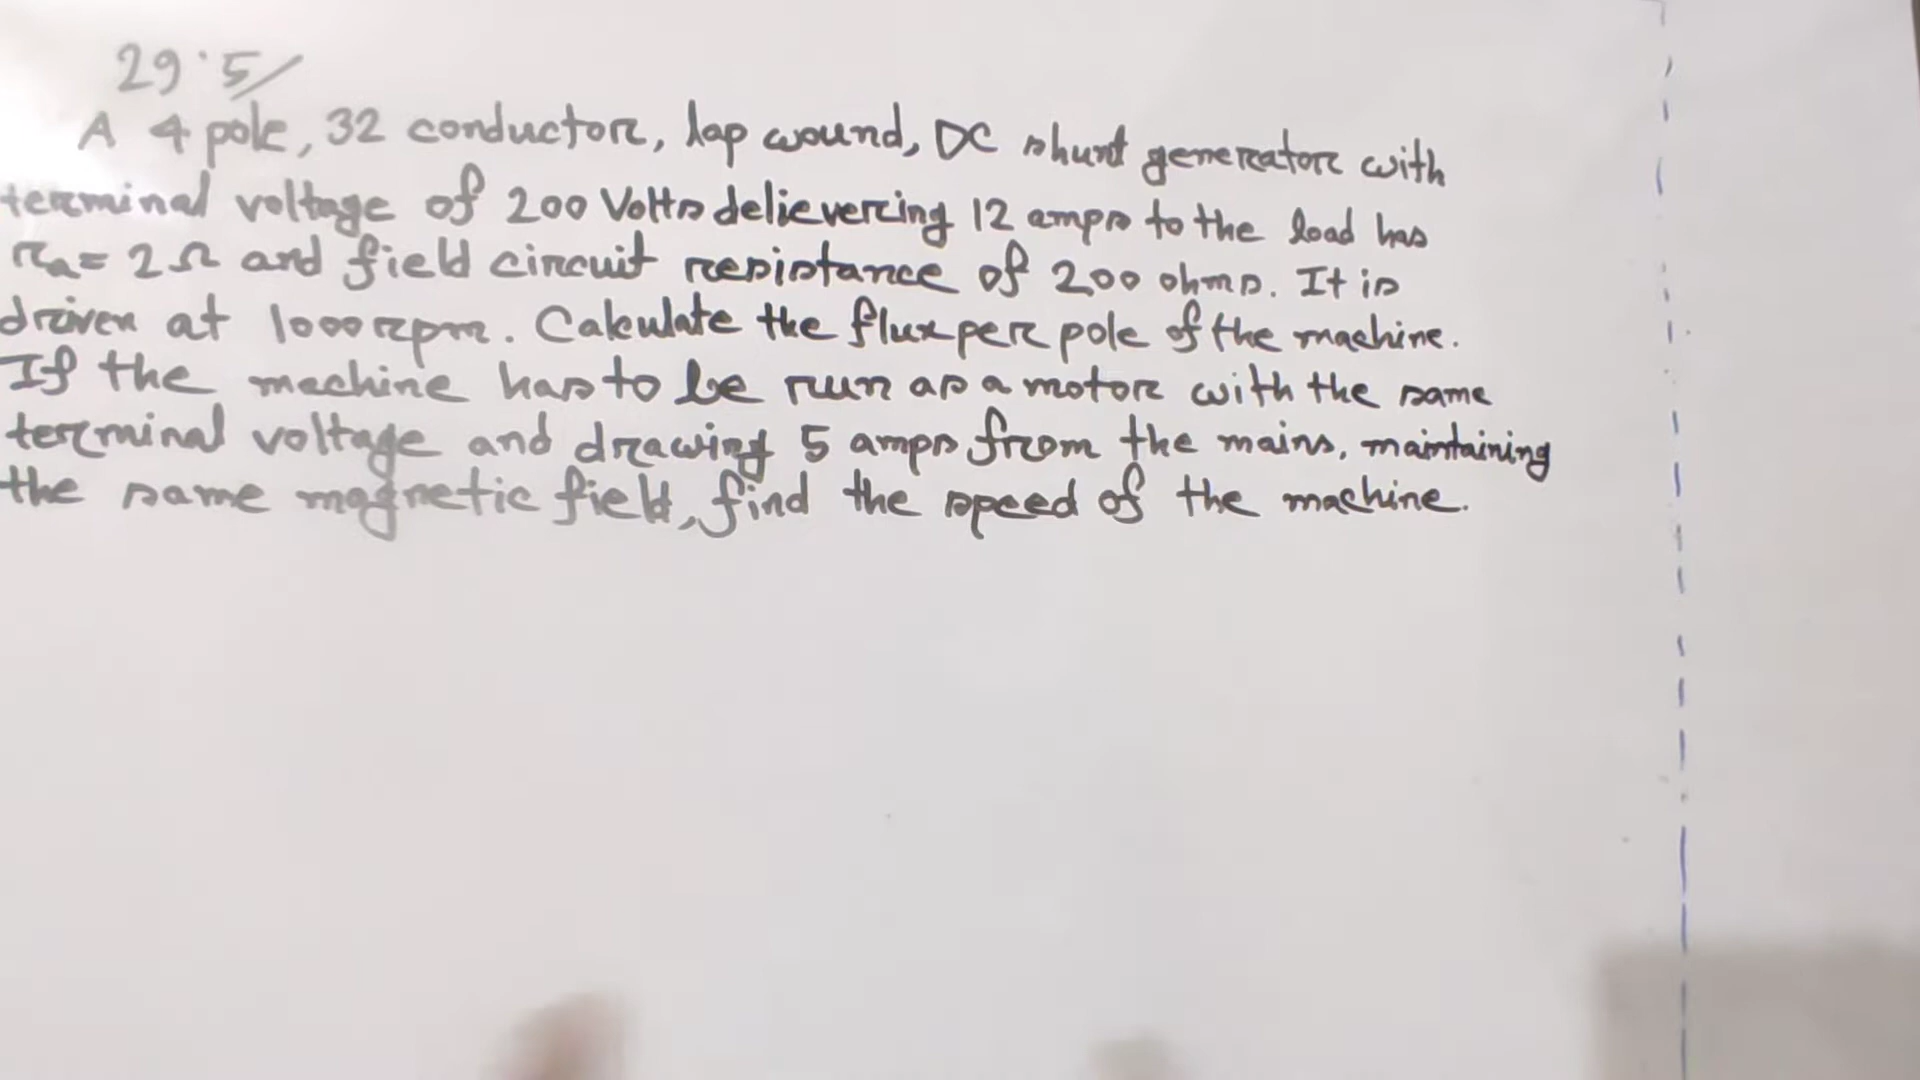 29.5/
A 4 pole, 32 conductor, lap wound, DC shunt generator with
terminal voltage of 200 Volts delievering 12 amps to the load has
ra = 2Ω and field circuit resistance of 200 ohms. It is
driven at 1000 rpm. Calculate the flux per pole of the machine.
If the machine has to be run as a motor with the same
terminal voltage and drawing 5 amps from the mains, maintaining
the same magnetic field, find the speed of the machine.